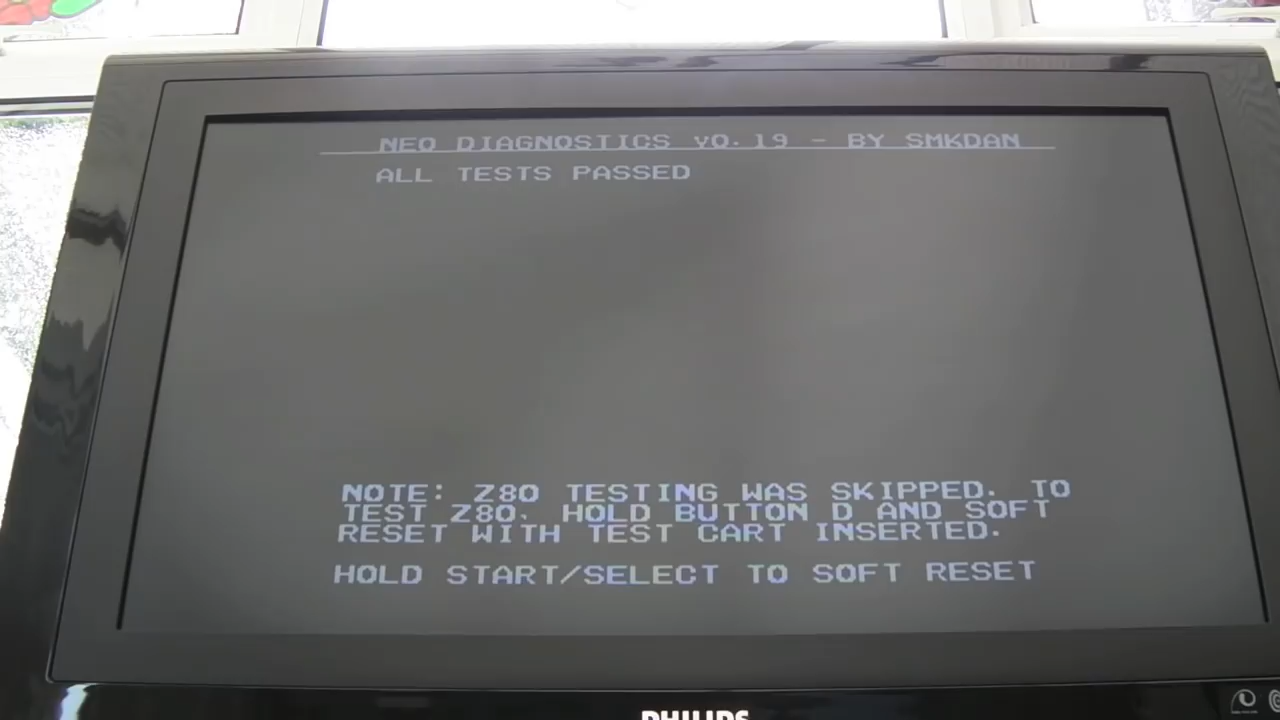 NEO DIAGNOSTICS v0.19 - BY SMKDAN
ALL TESTS PASSED
NOTE: Z80 TESTING WAS SKIPPED. TO
TEST Z80, HOLD BUTTON D AND SOFT
RESET WITH TEST CART INSERTED.
HOLD START/SELECT TO SOFT RESET
PHILIPS